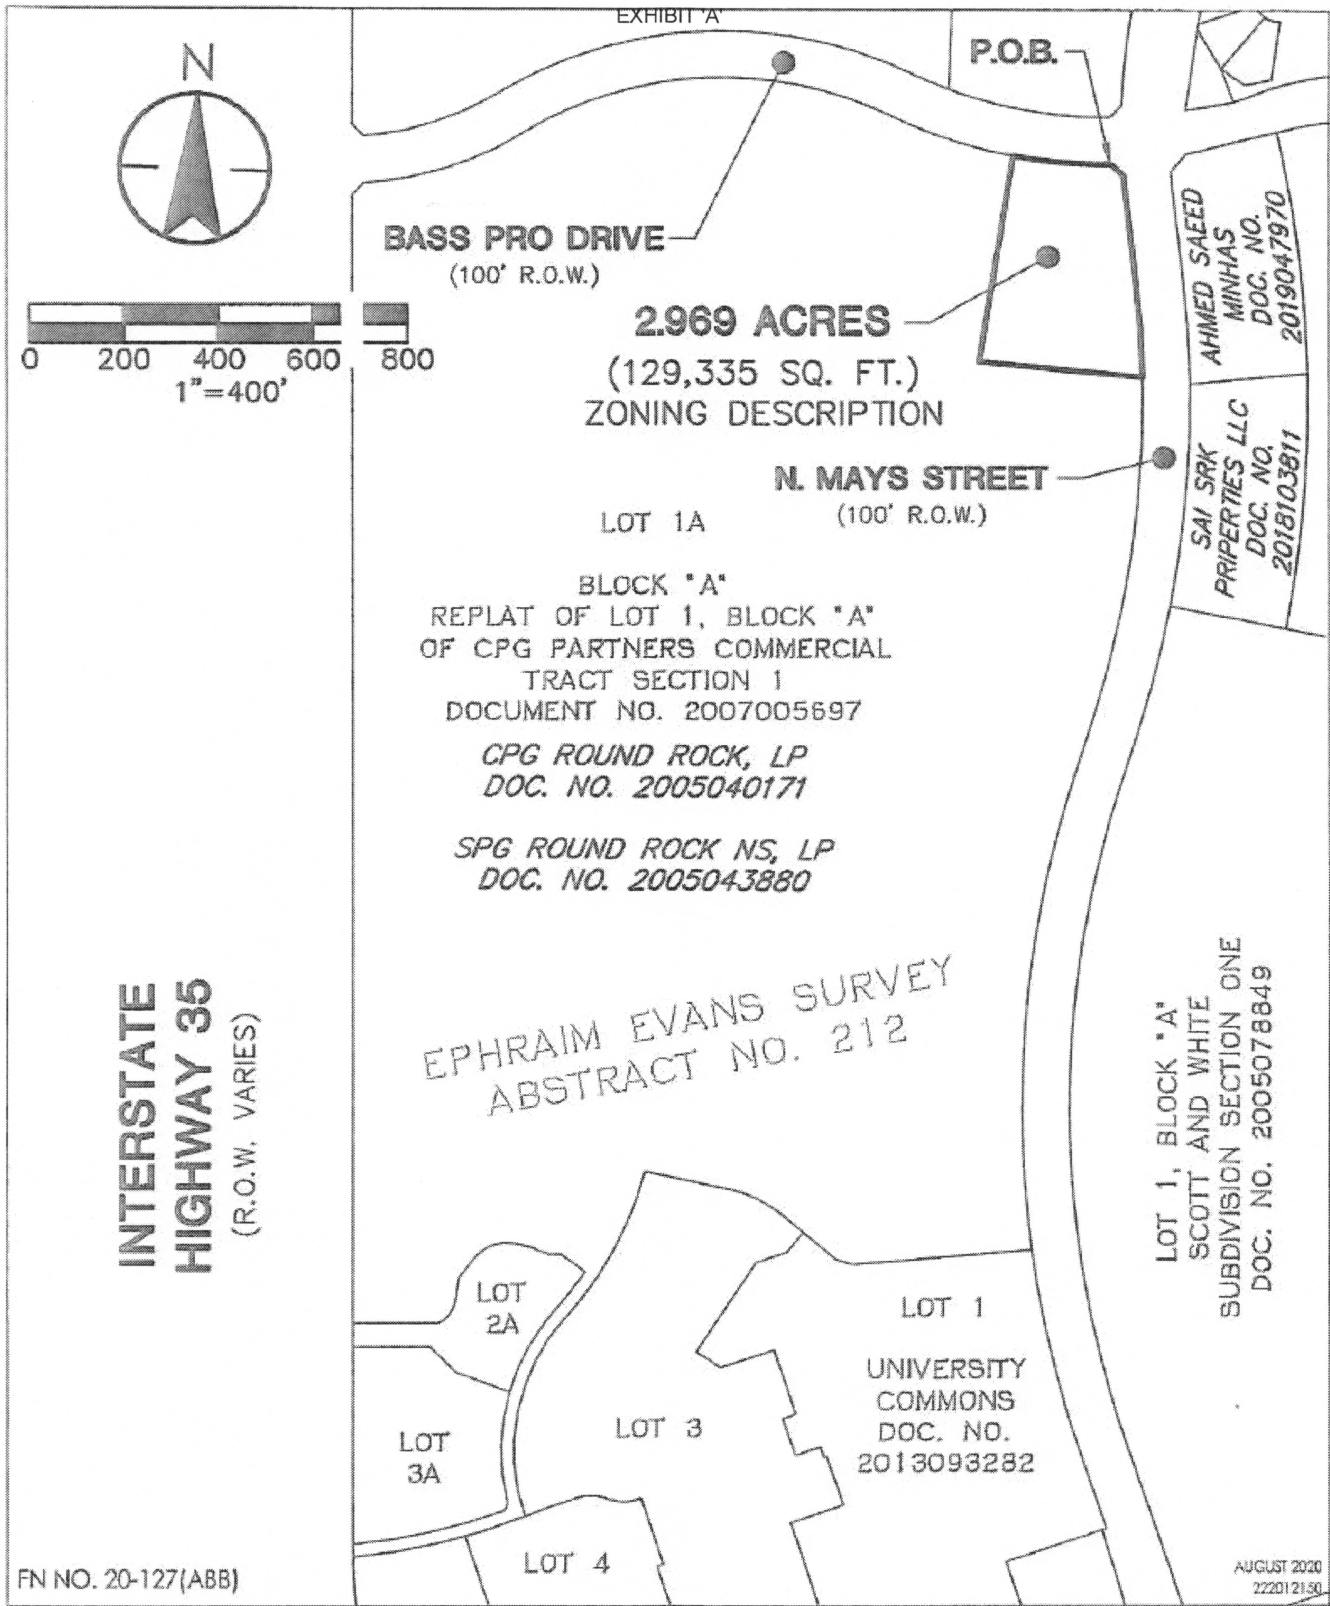 EXHIBIT 'A'
N
P.O.B.
BASS PRO DRIVE
(100' R.O.W.)
0 200 400 600 800
1"=400'
2.969 ACRES
(129,335 SQ. FT.)
ZONING DESCRIPTION
AHMED SAEED
MINHAS
DOC. NO.
2019047970
N. MAYS STREET
(100' R.O.W.)
SAI SRK
PRIPERTIES LLC
DOC. NO.
2018103811
LOT 1A
BLOCK "A"
REPLAT OF LOT 1, BLOCK "A"
OF CPG PARTNERS COMMERCIAL
TRACT SECTION 1
DOCUMENT NO. 2007005697
CPG ROUND ROCK, LP
DOC. NO. 2005040171
SPG ROUND ROCK NS, LP
DOC. NO. 2005043880
EPHRAIM EVANS SURVEY
ABSTRACT NO. 212
INTERSTATE
HIGHWAY 35
(R.O.W. VARIES)
LOT 1, BLOCK "A"
SCOTT AND WHITE
SUBDIVISION SECTION ONE
DOC. NO. 2005078849
LOT
2A
LOT 1
UNIVERSITY
COMMONS
DOC. NO.
2013093282
LOT 3
LOT
3A
LOT 4
FN NO. 20-127(ABB)
AUGUST 2020
222012150